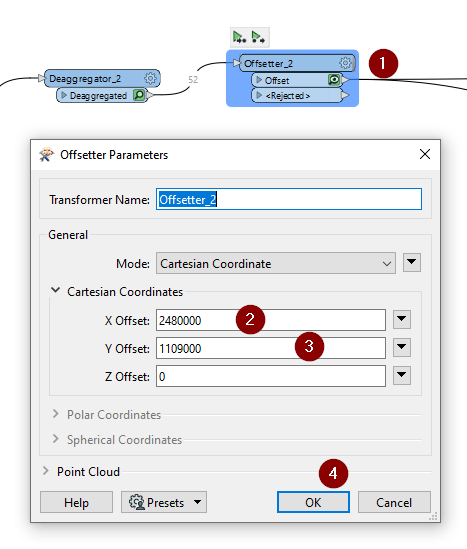 1
Deaggregator_2
52
Offsetter_2
Deaggregated
Offset
<Rejected>
Offsetter Parameters
Transformer Name: Offsetter_2
General
Mode: Cartesian Coordinate
Cartesian Coordinates
X Offset: 2480000 2
Y Offset: 1109000 3
Z Offset: 0
Polar Coordinates
Spherical Coordinates
Point Cloud
4
Help Presets OK Cancel